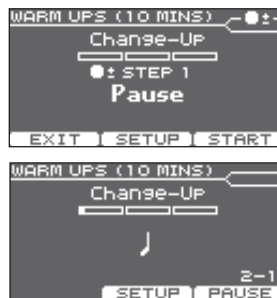 WARM UPS (10 MINS)
Change-Up
STEP 1
Pause
EXIT SETUP START
WARM UPS (10 MINS)
Change-Up
2-1
SETUP PAUSE